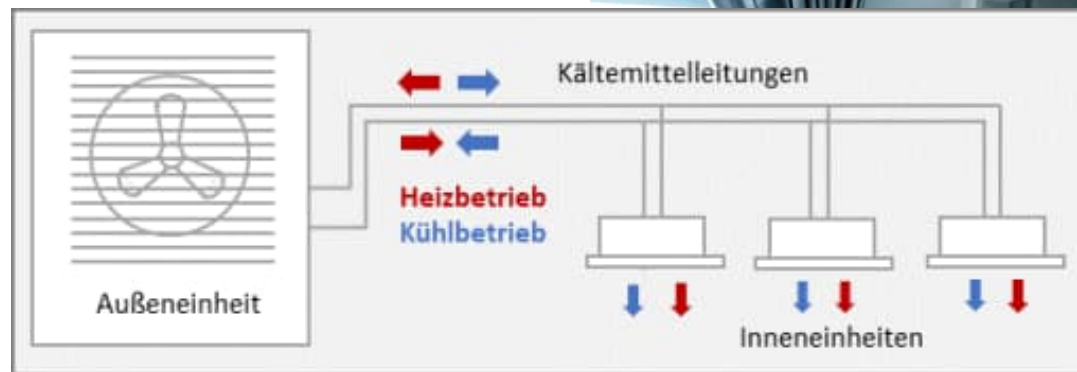 Kältemittelleitungen
Heizbetrieb
Kühlbetrieb
Außeneinheit
Inneneinheiten